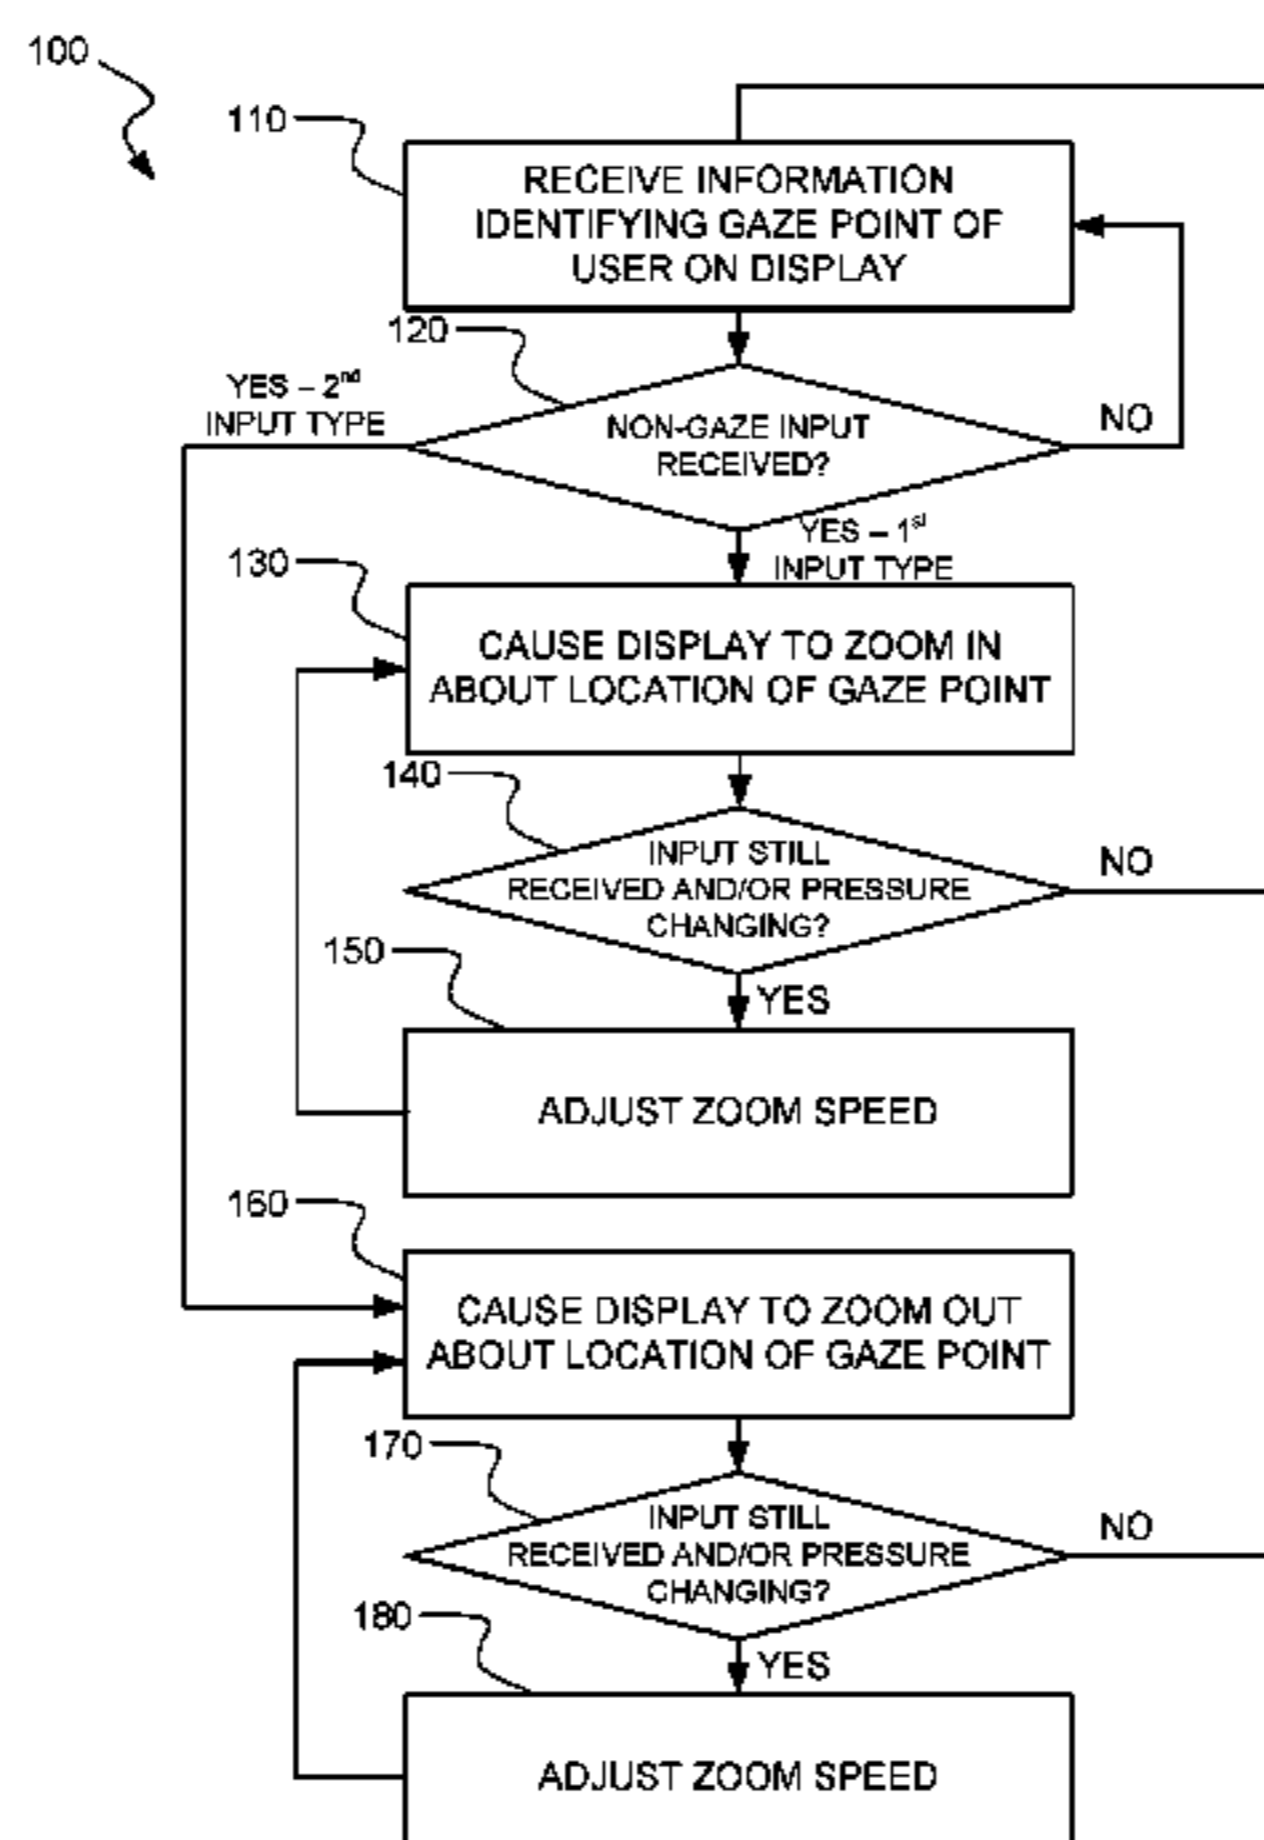 100
110
RECEIVE INFORMATION
IDENTIFYING GAZE POINT OF
USER ON DISPLAY
120
YES – 2nd
INPUT TYPE
NON-GAZE INPUT
RECEIVED?
NO
YES – 1st
INPUT TYPE
130
CAUSE DISPLAY TO ZOOM IN
ABOUT LOCATION OF GAZE POINT
140
INPUT STILL
RECEIVED AND/OR PRESSURE
CHANGING?
NO
150
YES
ADJUST ZOOM SPEED
160
CAUSE DISPLAY TO ZOOM OUT
ABOUT LOCATION OF GAZE POINT
170
INPUT STILL
RECEIVED AND/OR PRESSURE
CHANGING?
NO
180
YES
ADJUST ZOOM SPEED